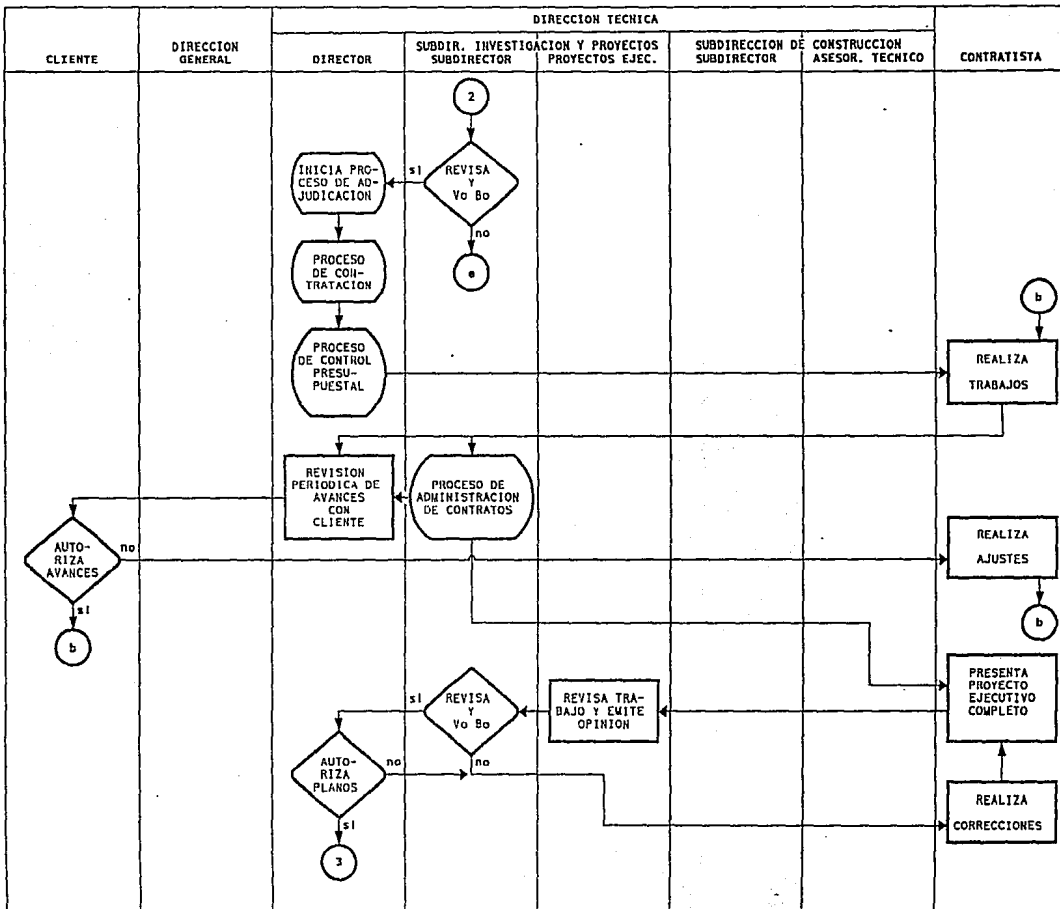 DIRECCION TECNICA
CLIENTE
DIRECCION
GENERAL
DIRECTOR
SUBDIR. INVESTIGACION Y PROYECTOS
SUBDIRECTOR
PROYECTOS EJEC.
SUBDIRECCION DE CONSTRUCCION
SUBDIRECTOR
ASESOR. TECNICO
CONTRATISTA
2
REVISA
Y
Vo Bo
si
no
INICIA PRO-
CESO DE AD-
JUDICACION
PROCESO
DE CON-
TRATACION
e
PROCESO
DE CONTROL
PRESU-
PUESTAL
b
REALIZA
TRABAJOS
REVISION
PERIODICA DE
AVANCES
CON
CLIENTE
PROCESO DE
ADMINISTRACION
DE CONTRATOS
AUTO-
RIZA
AVANCES
no
si
b
REALIZA
AJUSTES
b
PRESENTA
PROYECTO
EJECUTIVO
COMPLETO
REVISA TRA-
BAJO Y EMITE
OPINION
REVISA
Y
Vo Bo
si
no
AUTO-
RIZA
PLANOS
no
si
3
REALIZA
CORRECCIONES